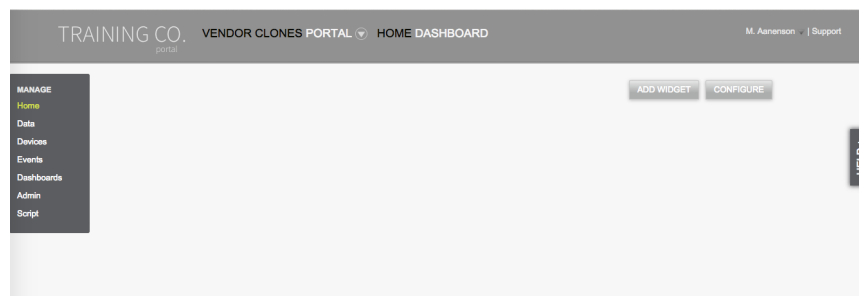 TRAINING CO.
portal
VENDOR CLONES PORTAL HOME DASHBOARD
M. Aanenson | Support
MANAGE
Home
Data
Devices
Events
Dashboards
Admin
Script
ADD WIDGET
CONFIGURE